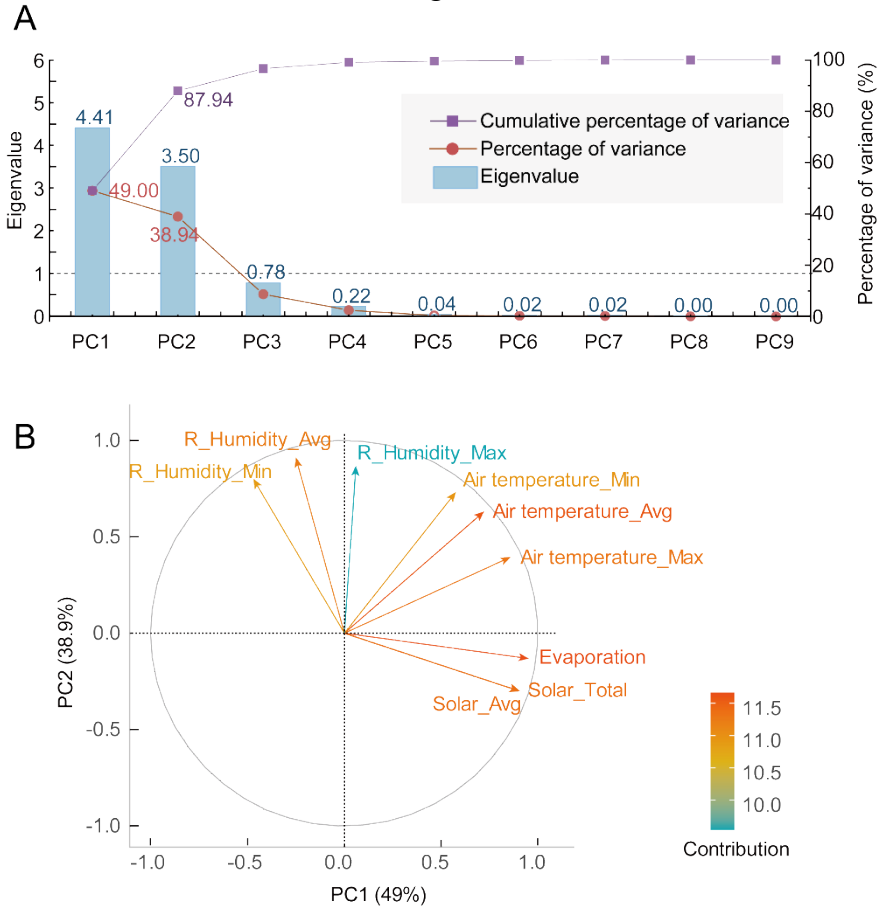 A
6
5
4
3
2
1
0
Eigenvalue
100
80
60
40
20
0
Percentage of variance (%)
4.41
3.50
0.78
0.22
0.04
0.02
0.02
0.00
0.00
87.94
49.00
38.94
Cumulative percentage of variance
Percentage of variance
Eigenvalue
PC1 PC2 PC3 PC4 PC5 PC6 PC7 PC8 PC9
B
R_Humidity_Avg
R_Humidity_Max
R_Humidity_Min
Air temperature_Min
Air temperature_Avg
Air temperature_Max
Evaporation
Solar_Total
Solar_Avg
1.0
0.5
0.0
-0.5
-1.0
PC2 (38.9%)
-1.0 -0.5 0.0 0.5 1.0
PC1 (49%)
11.5
11.0
10.5
10.0
Contribution